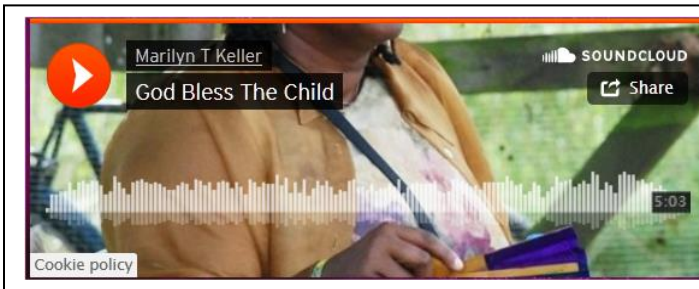 Marilyn T Keller
SOUNDCLOUD
God Bless The Child
Share
5:03
Cookie policy